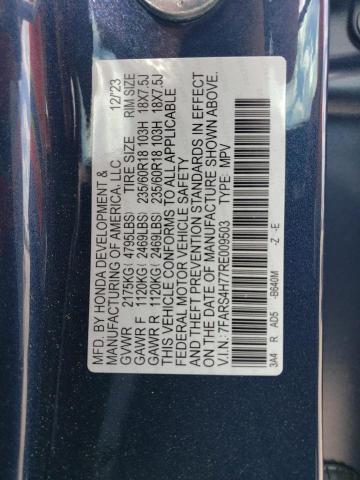 MFD. BY HONDA DEVELOPMENT &
MANUFACTURING OF AMERICA, LLC 12/'23
GVWR 2175KG( 4795LBS) TIRE SIZE RIM SIZE
GAWR F 1120KG( 2469LBS) 235/60R18 103H 18X7.5J
GAWR R 1120KG( 2469LBS) 235/60R18 103H 18X7.5J
THIS VEHICLE CONFORMS TO ALL APPLICABLE
FEDERAL MOTOR VEHICLE SAFETY
AND THEFT PREVENTION STANDARDS IN EFFECT
ON THE DATE OF MANUFACTURE SHOWN ABOVE.
V.I.N.: 7FARS4H77RE009503 TYPE: MPV
3A4 R AD5 -B640M -Z -E